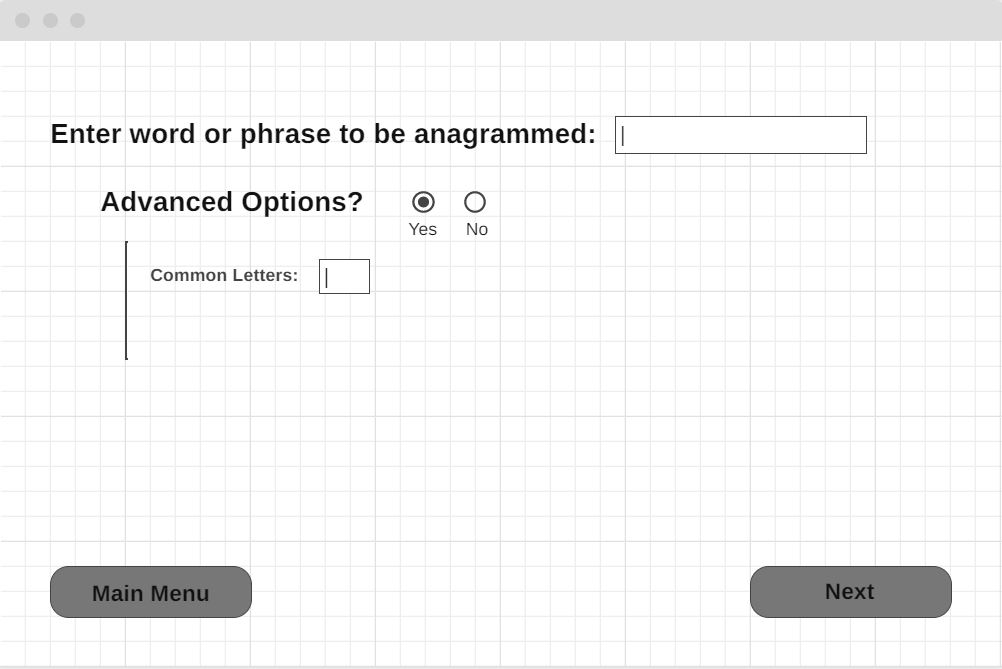 Enter word or phrase to be anagrammed:
Advanced Options?
Yes No
Common Letters:
Main Menu
Next